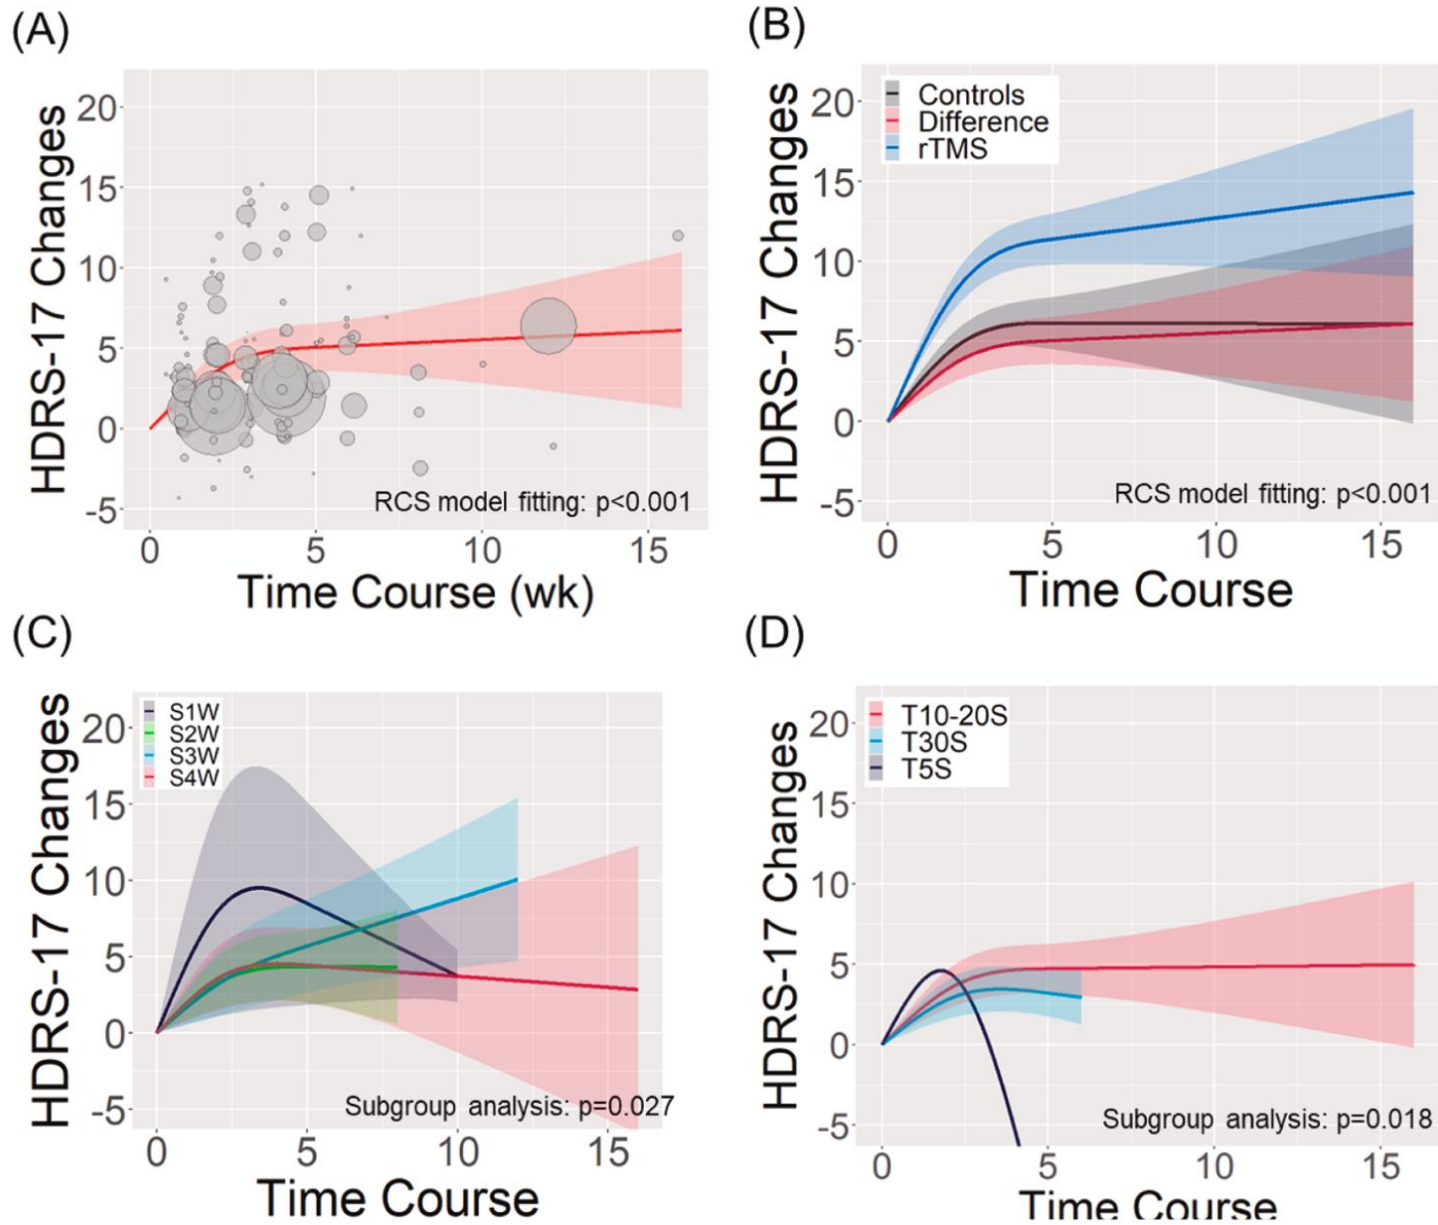 (A)
HDRS-17 Changes
20
15
10
5
0
-5
RCS model fitting: p<0.001
0 5 10 15
Time Course (wk)
(B)
HDRS-17 Changes
20
15
10
5
0
-5
Controls
Difference
rTMS
RCS model fitting: p<0.001
0 5 10 15
Time Course
(C)
HDRS-17 Changes
20
15
10
5
0
-5
S1W
S2W
S3W
S4W
Subgroup analysis: p=0.027
0 5 10 15
Time Course
(D)
HDRS-17 Changes
20
15
10
5
0
-5
T10-20S
T30S
T5S
Subgroup analysis: p=0.018
0 5 10 15
Time Course